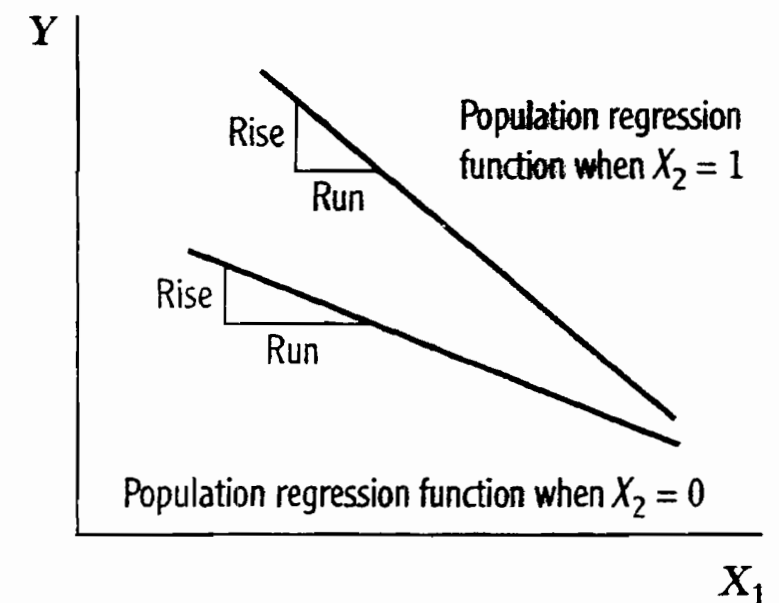 Y
Rise
Run
Population regression
function when X₂ = 1
Rise
Run
Population regression function when X₂ = 0
X₁